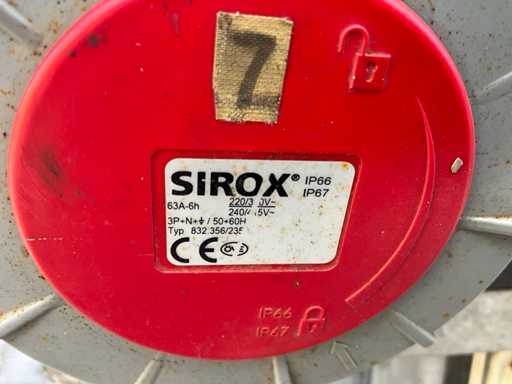 7
SIROX® IP66
IP67
63A-6h
3P+N+⏚ / 50+60H
Typ 832.356/235
CE
IP66
IP67